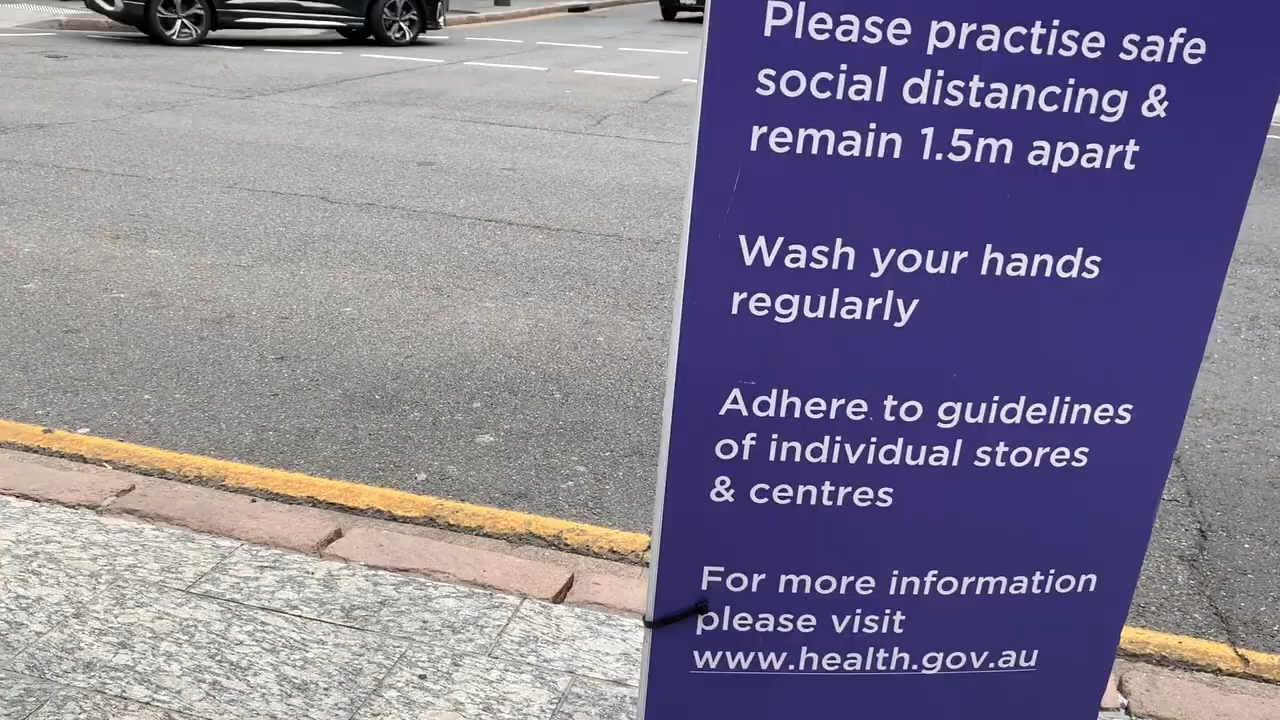 Please practise safe
social distancing &
remain 1.5m apart
Wash your hands
regularly
Adhere to guidelines
of individual stores
& centres
For more information
please visit
www.health.gov.au